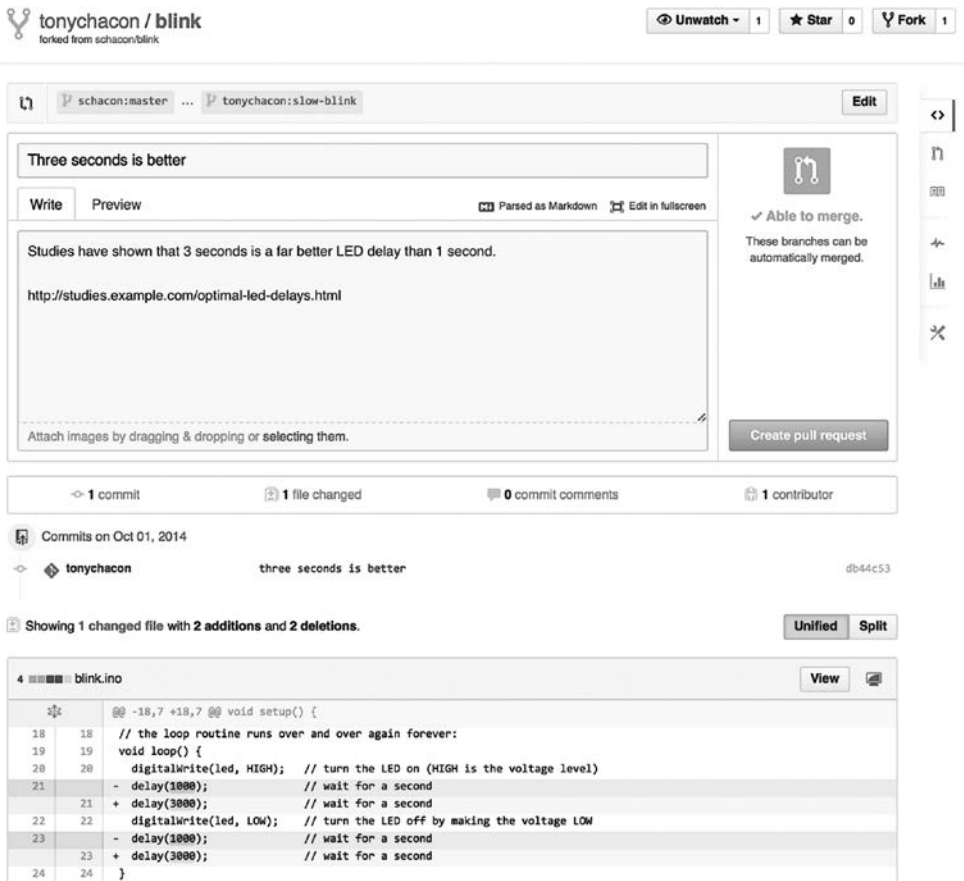 tonychacon / blink
forked from schacon/blink
Unwatch 1 Star 0 Fork 1
schacon:master ... tonychacon:slow-blink Edit
Three seconds is better
Write Preview Parsed as Markdown Edit in fullscreen
Studies have shown that 3 seconds is a far better LED delay than 1 second.
http://studies.example.com/optimal-led-delays.html
Attach images by dragging & dropping or selecting them.
✓ Able to merge.
These branches can be
automatically merged.
Create pull request
1 commit 1 file changed 0 commit comments 1 contributor
Commits on Oct 01, 2014
tonychacon three seconds is better db44c53
Showing 1 changed file with 2 additions and 2 deletions.
Unified Split
4 blink.ino View
@@ -18,7 +18,7 @@ void setup() {
18 18 // the loop routine runs over and over again forever:
19 19 void loop() {
20 20 digitalWrite(led, HIGH); // turn the LED on (HIGH is the voltage level)
21 - delay(1000); // wait for a second
21 + delay(3000); // wait for a second
22 22 digitalWrite(led, LOW); // turn the LED off by making the voltage LOW
23 - delay(1000); // wait for a second
23 + delay(3000); // wait for a second
24 24 }